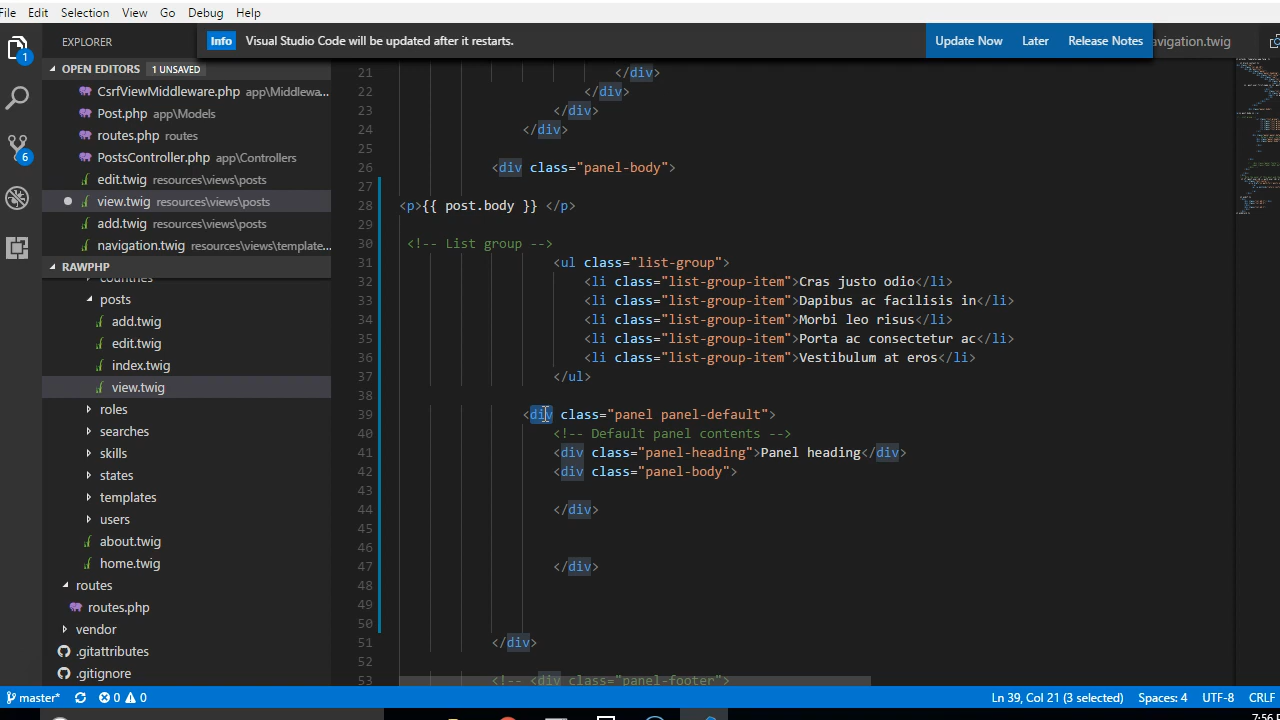 File Edit Selection View Go Debug Help
EXPLORER
Info Visual Studio Code will be updated after it restarts.
Update Now Later Release Notes
avigation.twig
OPEN EDITORS 1 UNSAVED
CsrfViewMiddleware.php app\Middlewa...
Post.php app\Models
routes.php routes
PostsController.php app\Controllers
edit.twig resources\views\posts
view.twig resources\views\posts
add.twig resources\views\posts
navigation.twig resources\views\template...
RAWPHP
countries
posts
add.twig
edit.twig
index.twig
view.twig
roles
searches
skills
states
templates
users
about.twig
home.twig
routes
routes.php
vendor
.gitattributes
.gitignore
1
6
21 </div>
22 </div>
23 </div>
24 </div>
25
26 <div class="panel-body">
27
28 <p>{{ post.body }} </p>
29
30 <!-- List group -->
31 <ul class="list-group">
32 <li class="list-group-item">Cras justo odio</li>
33 <li class="list-group-item">Dapibus ac facilisis in</li>
34 <li class="list-group-item">Morbi leo risus</li>
35 <li class="list-group-item">Porta ac consectetur ac</li>
36 <li class="list-group-item">Vestibulum at eros</li>
37 </ul>
38
39 <div class="panel panel-default">
40 <!-- Default panel contents -->
41 <div class="panel-heading">Panel heading</div>
42 <div class="panel-body">
43
44 </div>
45
46
47 </div>
48
49
50
51 </div>
52
53 <!-- <div class="panel-footer">
master* 0 0
Ln 39, Col 21 (3 selected) Spaces: 4 UTF-8 CRLF
7:56